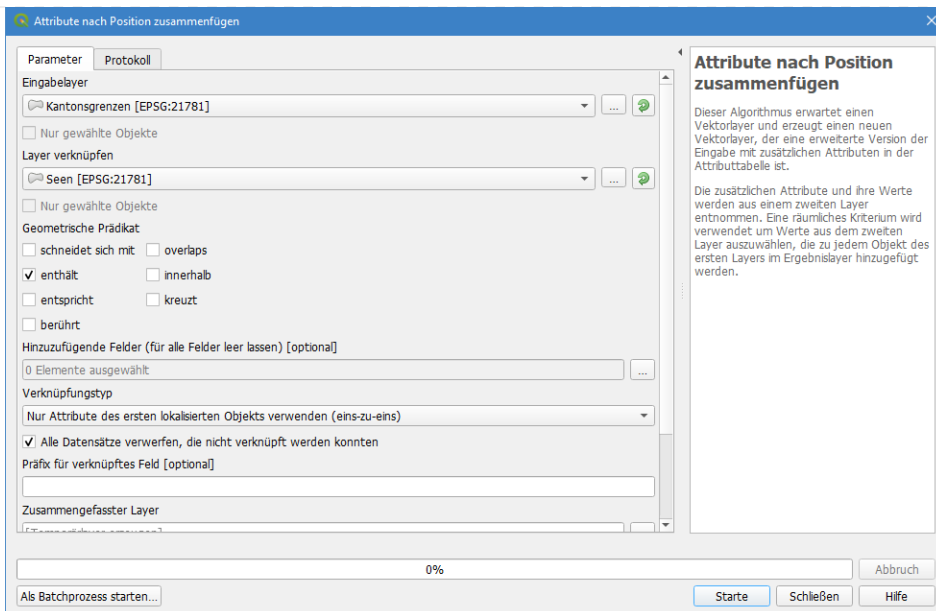 Attribute nach Position zusammenfügen
Parameter
Protokoll
Eingabelayer
Kantonsgrenzen [EPSG:21781]
...
Nur gewählte Objekte
Layer verknüpfen
Seen [EPSG:21781]
...
Nur gewählte Objekte
Geometrische Prädikat
schneidet sich mit
overlaps
enthält
innerhalb
entspricht
kreuzt
berührt
Hinzuzufügende Felder (für alle Felder leer lassen) [optional]
0 Elemente ausgewählt
...
Verknüpfungstyp
Nur Attribute des ersten lokalisierten Objekts verwenden (eins-zu-eins)
Alle Datensätze verwerfen, die nicht verknüpft werden konnten
Präfix für verknüpftes Feld [optional]
Zusammengefasster Layer
Attribute nach Position
zusammenfügen
Dieser Algorithmus erwartet einen
Vektorlayer und erzeugt einen neuen
Vektorlayer, der eine erweiterte Version der
Eingabe mit zusätzlichen Attributen in der
Attributtabelle ist.
Die zusätzlichen Attribute und ihre Werte
werden aus einem zweiten Layer
entnommen. Eine räumliches Kriterium wird
verwendet um Werte aus dem zweiten
Layer auszuwählen, die zu jedem Objekt des
ersten Layers im Ergebnislayer hinzugefügt
werden.
0%
Abbruch
Als Batchprozess starten...
Starte
Schließen
Hilfe